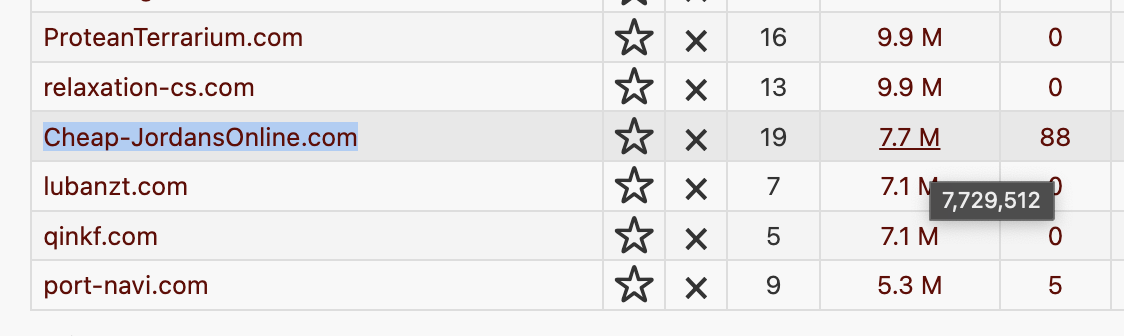 ProteanTerrarium.com 16 9.9 M 0
relaxation-cs.com 13 9.9 M 0
Cheap-JordansOnline.com 19 7.7 M 88
lubanzt.com 7 7.1 M 0
7,729,512
qinkf.com 5 7.1 M 0
port-navi.com 9 5.3 M 5